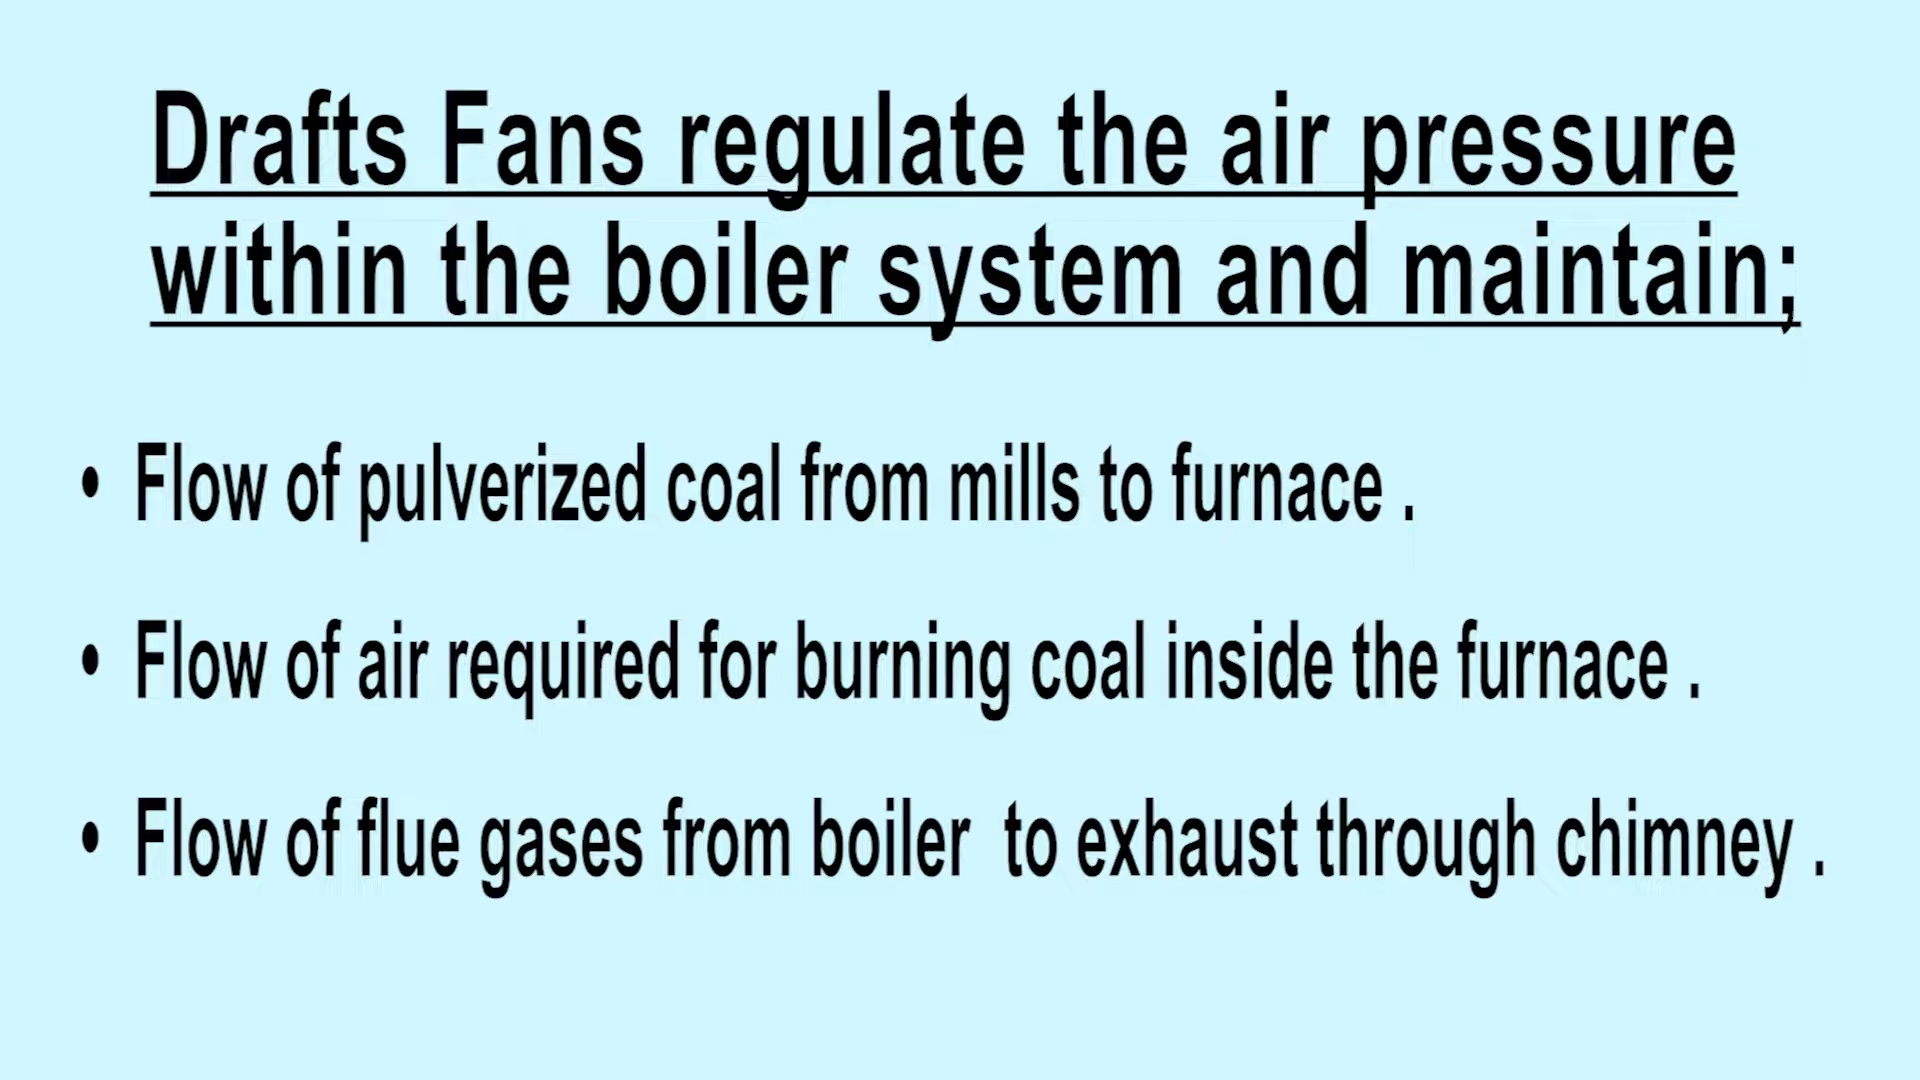 Drafts Fans regulate the air pressure
within the boiler system and maintain;
• Flow of pulverized coal from mills to furnace .
• Flow of air required for burning coal inside the furnace .
• Flow of flue gases from boiler  to exhaust through chimney .